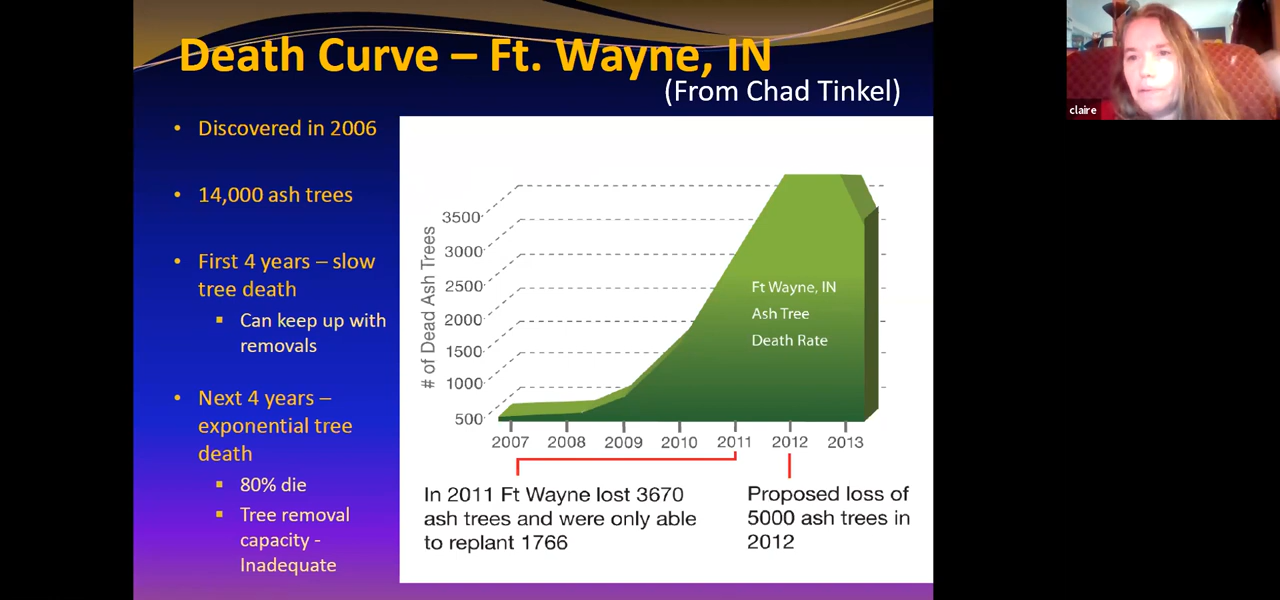 Death Curve – Ft. Wayne, IN
(From Chad Tinkel)
• Discovered in 2006
• 14,000 ash trees
• First 4 years – slow
tree death
▪ Can keep up with
removals
• Next 4 years –
exponential tree
death
▪ 80% die
▪ Tree removal
capacity -
Inadequate
# of Dead Ash Trees
3500
3000
2500
2000
1500
1000
500
Ft Wayne, IN
Ash Tree
Death Rate
2007 2008 2009 2010 2011 2012 2013
In 2011 Ft Wayne lost 3670
ash trees and were only able
to replant 1766
Proposed loss of
5000 ash trees in
2012
claire